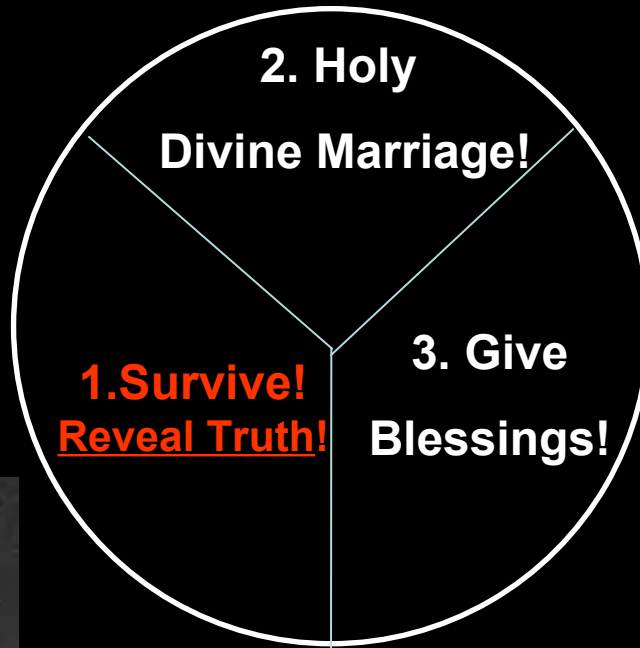 2. Holy
Divine Marriage!
1.Survive!
Reveal Truth!
3. Give
Blessings!